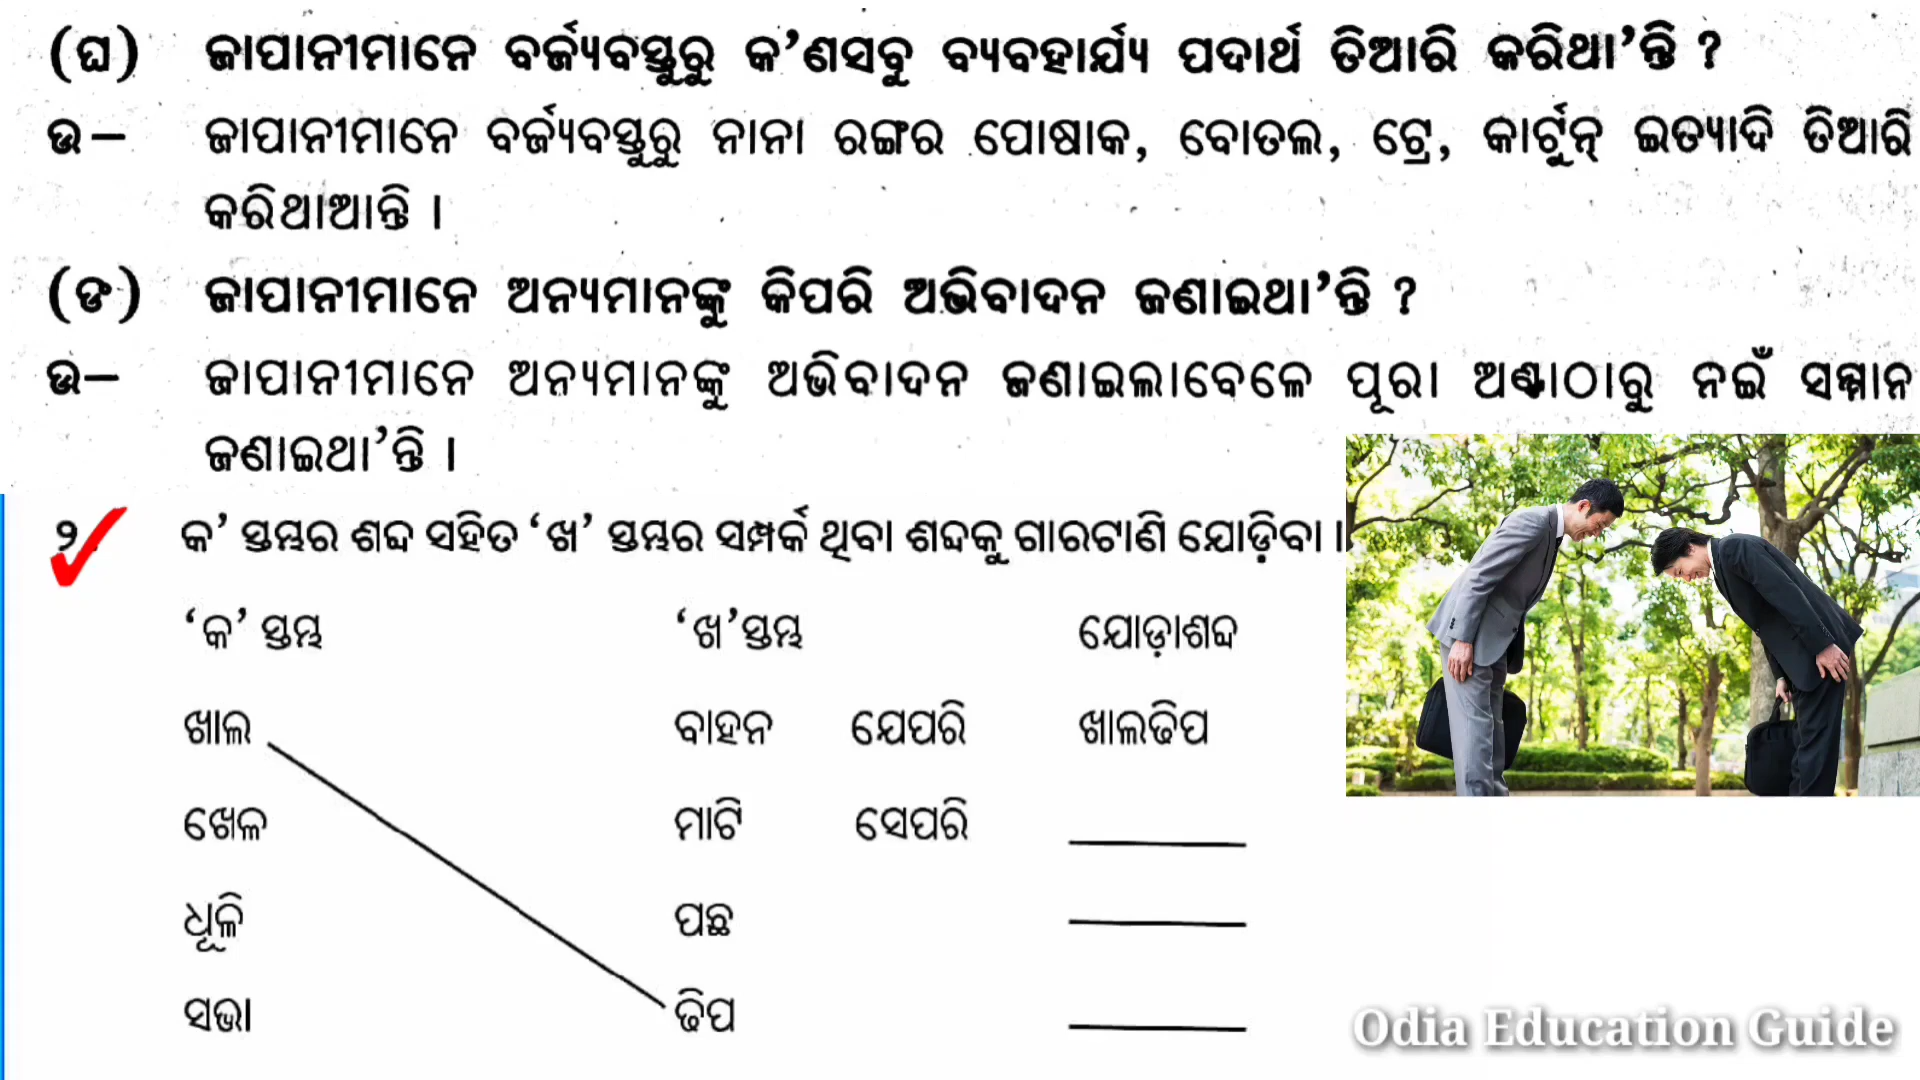 (ଘ) ଜାପାନୀମାନେ ବର୍ଜ୍ୟବସ୍ତୁରୁ କ’ଣସବୁ ବ୍ୟବହାର୍ଯ୍ୟ ପଦାର୍ଥ ତିଆରି କରିଥା’ନ୍ତି ?
ଉ– ଜାପାନୀମାନେ ବର୍ଜ୍ୟବସ୍ତୁରୁ ନାନା ରଙ୍ଗର ପୋଷାକ, ବୋତଲ, ଟ୍ରେ, କାର୍ଟୁନ୍ ଇତ୍ୟାଦି ତିଆରି
କରିଥାଆନ୍ତି ।
(ଙ) ଜାପାନୀମାନେ ଅନ୍ୟମାନଙ୍କୁ କିପରି ଅଭିବାଦନ ଜଣାଇଥା’ନ୍ତି ?
ଉ– ଜାପାନୀମାନେ ଅନ୍ୟମାନଙ୍କୁ ଅଭିବାଦନ ଜଣାଇଲାବେଳେ ପୂରା ଅଣ୍ଟାଠାରୁ ନଇଁ ସମ୍ମାନ
ଜଣାଇଥା’ନ୍ତି ।
୨. କ’ ସ୍ତମ୍ଭର ଶବ୍ଦ ସହିତ ‘ଖ’ ସ୍ତମ୍ଭର ସମ୍ପର୍କ ଥିବା ଶବ୍ଦକୁ ଗାରଟାଣି ଯୋଡ଼ିବା ।
‘କ’ ସ୍ତମ୍ଭ ‘ଖ’ସ୍ତମ୍ଭ ଯୋଡ଼ାଶବ୍ଦ
ଖାଲ ବାହନ ଯେପରି ଖାଲଢିପ
ଖେଳ ମାଟି ସେପରି
ଧୂଳି ପଛ
ସଭା ଢିପ
Odia Education Guide